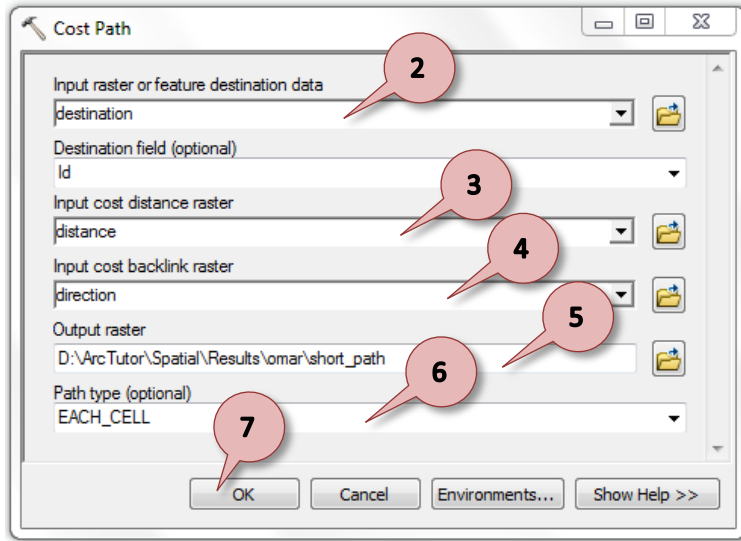 Cost Path
2
Input raster or feature destination data
destination
Destination field (optional)
Id
3
Input cost distance raster
distance
4
Input cost backlink raster
direction
5
Output raster
D:\ArcTutor\Spatial\Results\omar\short_path
6
Path type (optional)
EACH_CELL
7
OK Cancel Environments... Show Help >>